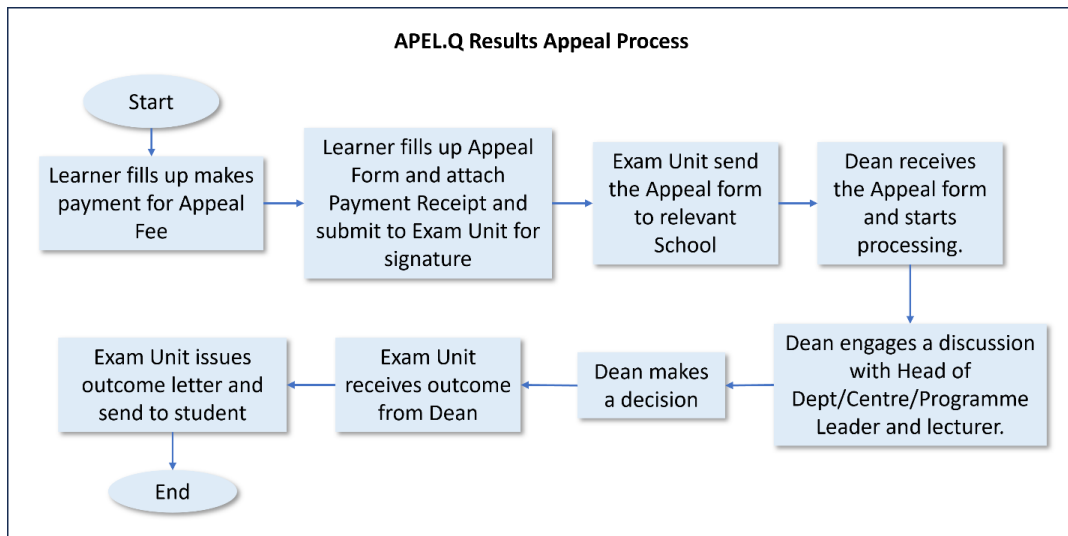 APEL.Q Results Appeal Process
Start
Learner fills up makes
payment for Appeal
Fee
Learner fills up Appeal
Form and attach
Payment Receipt and
submit to Exam Unit for
signature
Exam Unit send
the Appeal form
to relevant
School
Dean receives
the Appeal form
and starts
processing.
Dean engages a discussion
with Head of
Dept/Centre/Programme
Leader and lecturer.
Dean makes
a decision
Exam Unit
receives outcome
from Dean
Exam Unit issues
outcome letter and
send to student
End